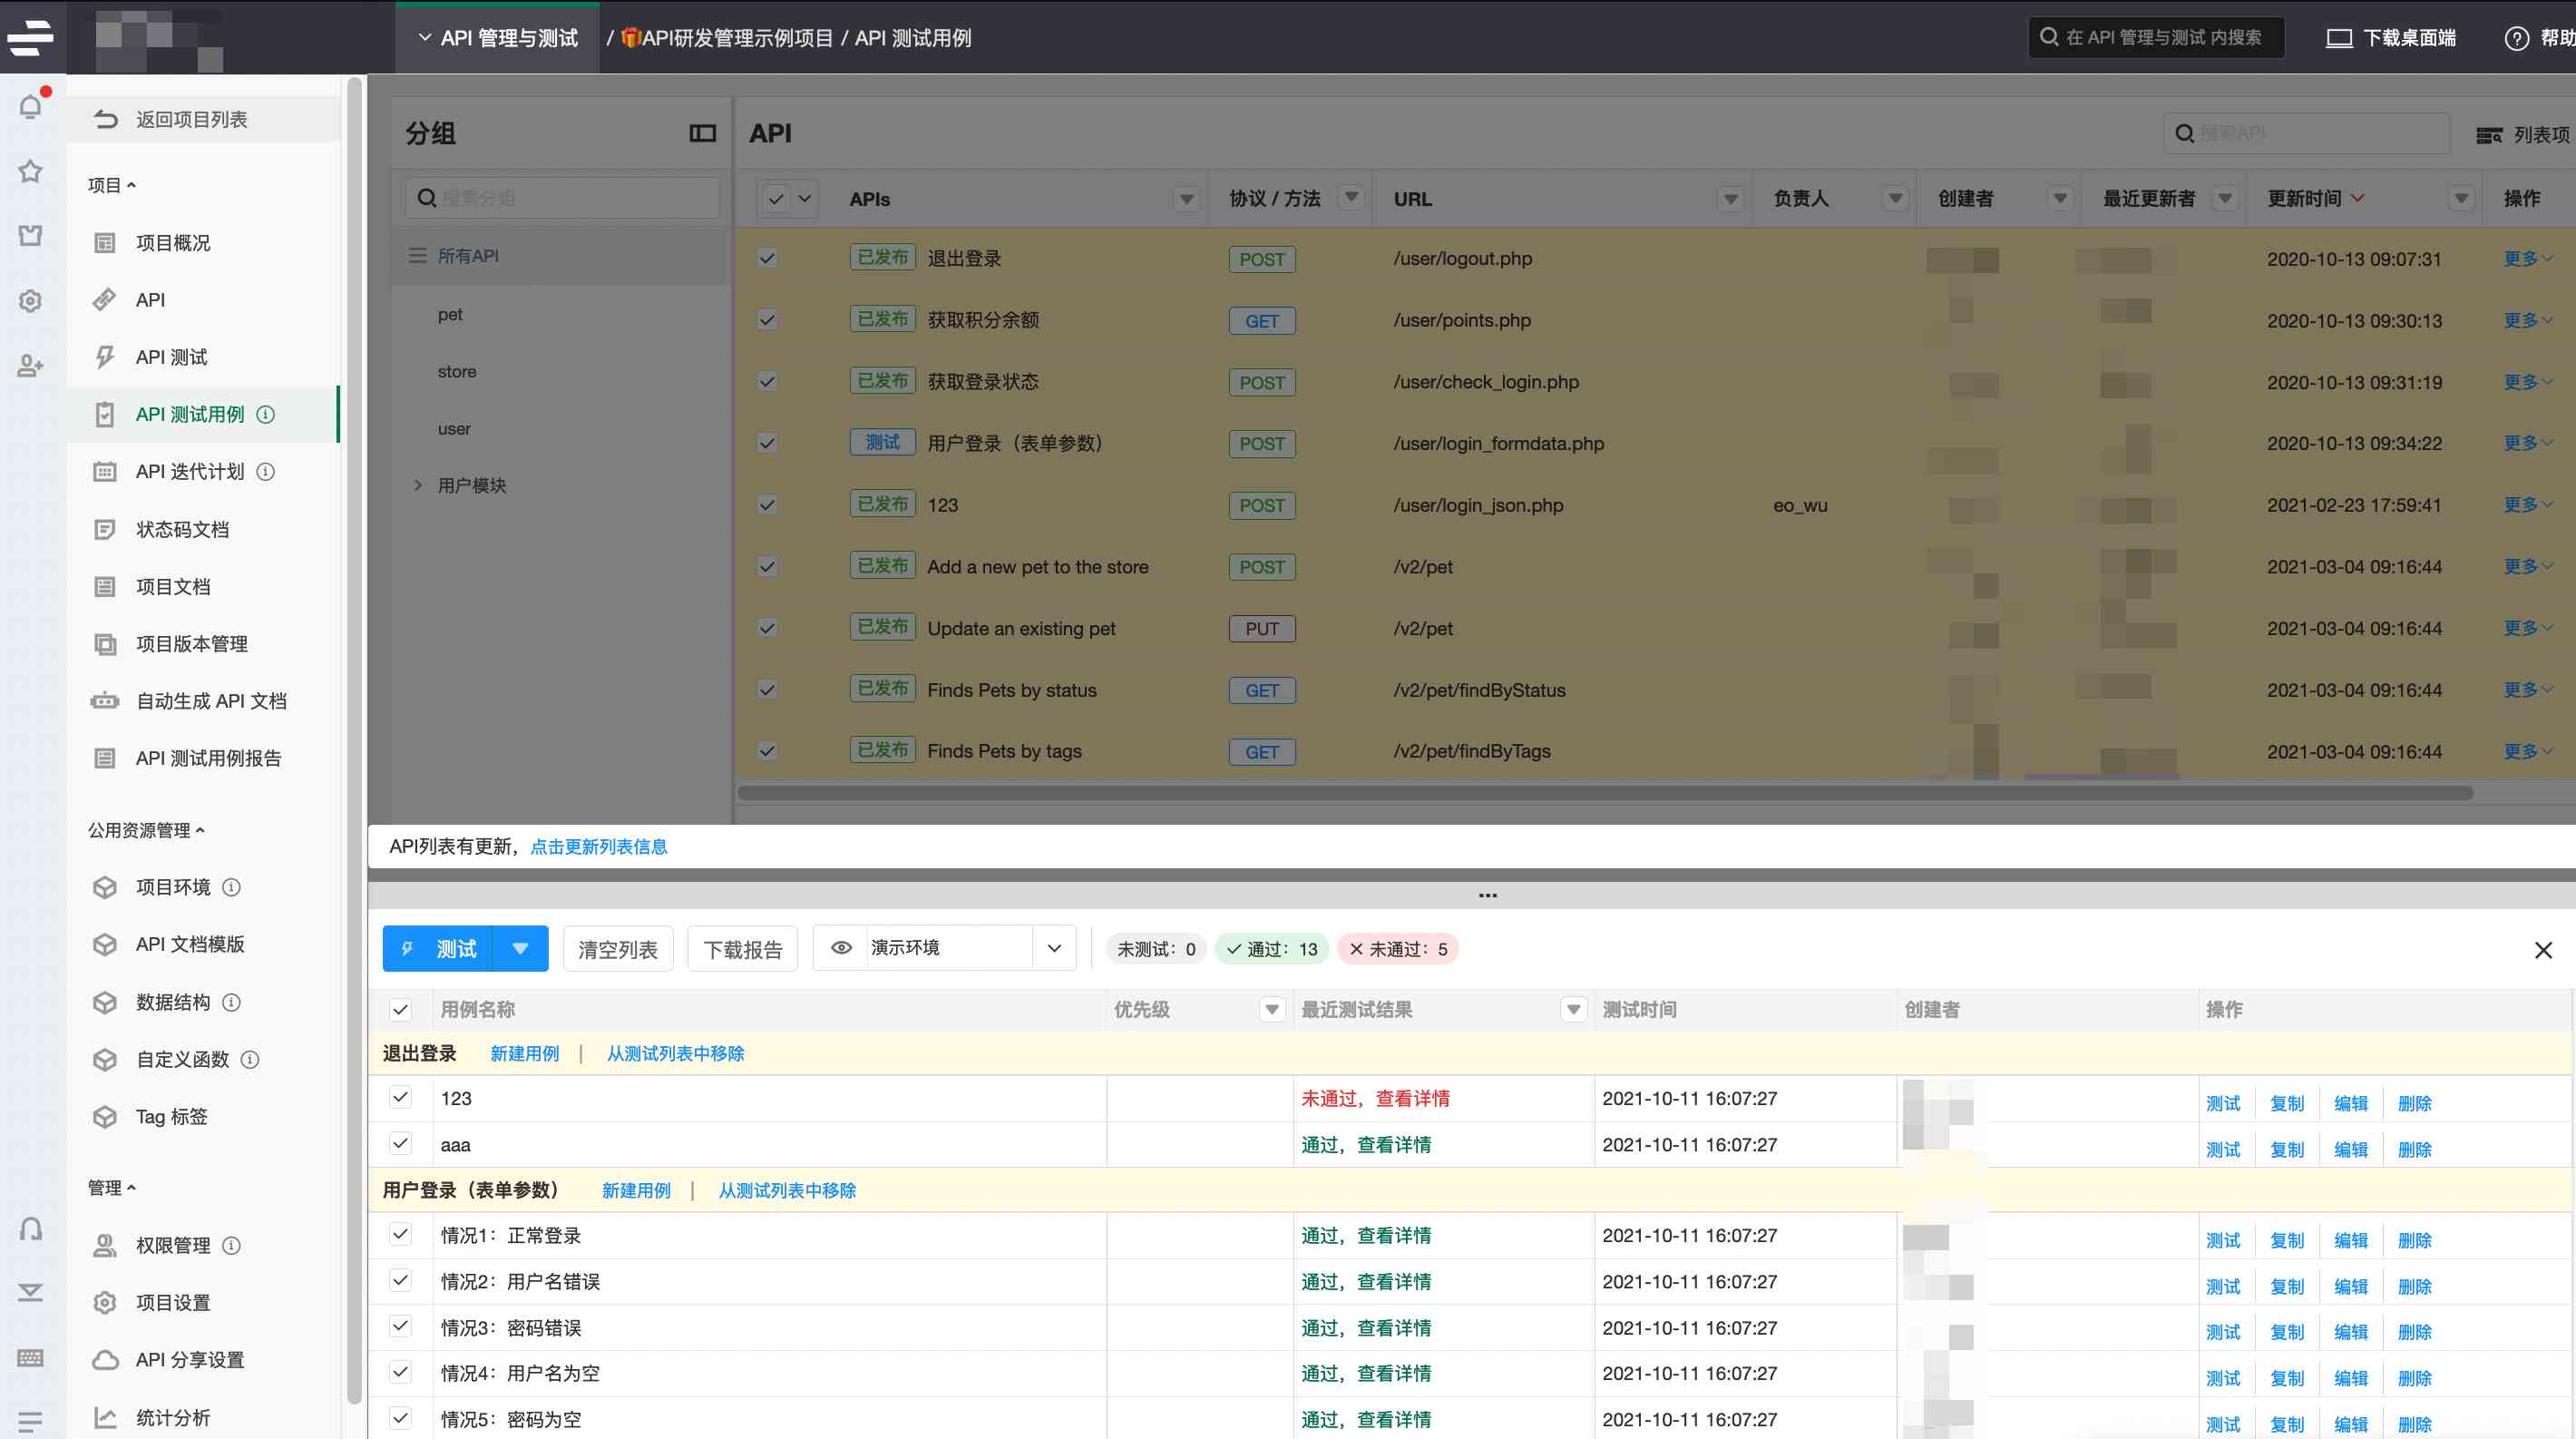 API 管理与测试 / 🎁API研发管理示例项目 / API 测试用例
在 API 管理与测试 内搜索
下载桌面端
帮助
返回项目列表
项目
项目概况
API
API 测试
API 测试用例
API 迭代计划
状态码文档
项目文档
项目版本管理
自动生成 API 文档
API 测试用例报告
公用资源管理
项目环境
API 文档模版
数据结构
自定义函数
Tag 标签
管理
权限管理
项目设置
API 分享设置
统计分析
分组
搜索分组
所有API
pet
store
user
用户模块
API
搜索API
列表项
APIs 协议 / 方法 URL 负责人 创建者 最近更新者 更新时间 操作
已发布 退出登录 POST /user/logout.php 2020-10-13 09:07:31 更多
已发布 获取积分余额 GET /user/points.php 2020-10-13 09:30:13 更多
已发布 获取登录状态 POST /user/check_login.php 2020-10-13 09:31:19 更多
测试 用户登录（表单参数） POST /user/login_formdata.php 2020-10-13 09:34:22 更多
已发布 123 POST /user/login_json.php eo_wu 2021-02-23 17:59:41 更多
已发布 Add a new pet to the store POST /v2/pet 2021-03-04 09:16:44 更多
已发布 Update an existing pet PUT /v2/pet 2021-03-04 09:16:44 更多
已发布 Finds Pets by status GET /v2/pet/findByStatus 2021-03-04 09:16:44 更多
已发布 Finds Pets by tags GET /v2/pet/findByTags 2021-03-04 09:16:44 更多
API列表有更新，点击更新列表信息
测试 清空列表 下载报告 演示环境 未测试：0 通过：13 未通过：5
用例名称 优先级 最近测试结果 测试时间 创建者 操作
退出登录 新建用例 | 从测试列表中移除
123 未通过，查看详情 2021-10-11 16:07:27 测试 复制 编辑 删除
aaa 通过，查看详情 2021-10-11 16:07:27 测试 复制 编辑 删除
用户登录（表单参数） 新建用例 | 从测试列表中移除
情况1：正常登录 通过，查看详情 2021-10-11 16:07:27 测试 复制 编辑 删除
情况2：用户名错误 通过，查看详情 2021-10-11 16:07:27 测试 复制 编辑 删除
情况3：密码错误 通过，查看详情 2021-10-11 16:07:27 测试 复制 编辑 删除
情况4：用户名为空 通过，查看详情 2021-10-11 16:07:27 测试 复制 编辑 删除
情况5：密码为空 通过，查看详情 2021-10-11 16:07:27 测试 复制 编辑 删除